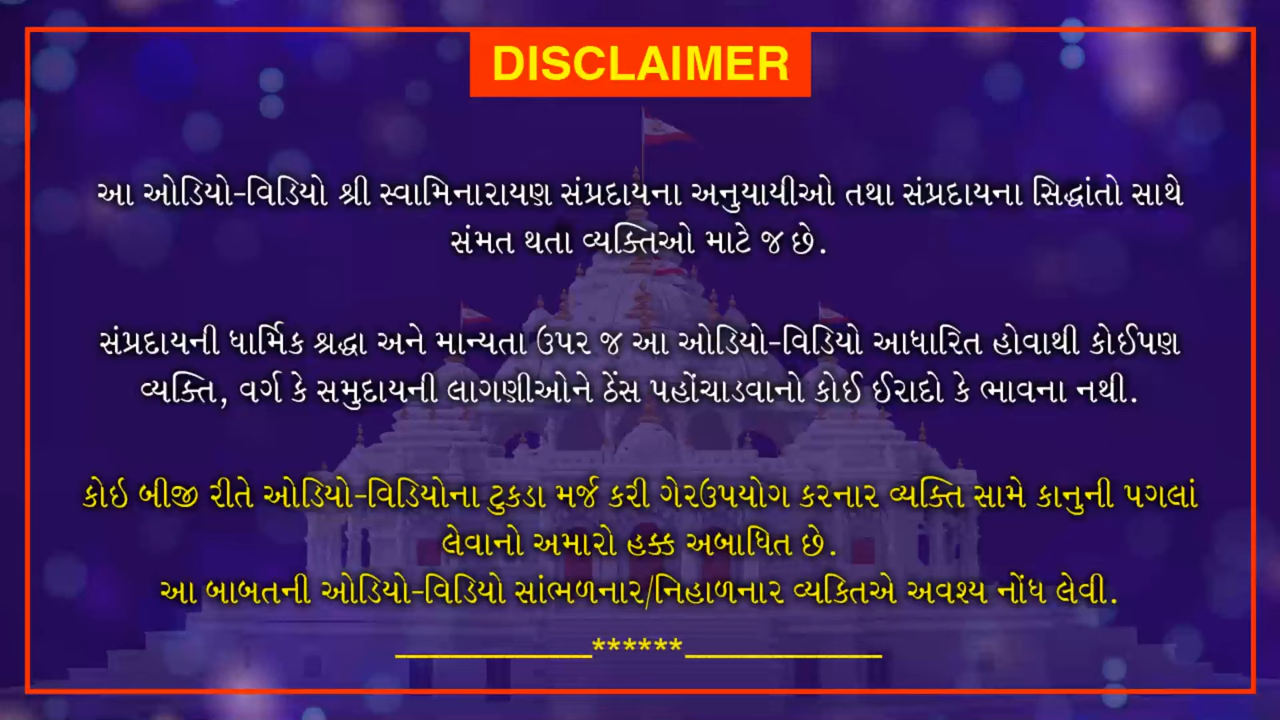 DISCLAIMER
આ ઓડિયો-વિડિયો શ્રી સ્વામિનારાયણ સંપ્રદાયના અનુયાયીઓ તથા સંપ્રદાયના સિદ્ધાંતો સાથે
સંમત થતા વ્યક્તિઓ માટે જ છે.
સંપ્રદાયની ધાર્મિક શ્રદ્ધા અને માન્યતા ઉપર જ આ ઓડિયો-વિડિયો આધારિત હોવાથી કોઈપણ
વ્યક્તિ, વર્ગ કે સમુદાયની લાગણીઓને ઠેંસ પહોંચાડવાનો કોઈ ઈરાદો કે ભાવના નથી.
કોઇ બીજી રીતે ઓડિયો-વિડિયોના ટુકડા મર્જ કરી ગેરઉપયોગ કરનાર વ્યક્તિ સામે કાનુની પગલાં
લેવાનો અમારો હક્ક અબાધિત છે.
આ બાબતની ઓડિયો-વિડિયો સાંભળનાર/નિહાળનાર વ્યકિતએ અવશ્ય નોંધ લેવી.
______________******______________